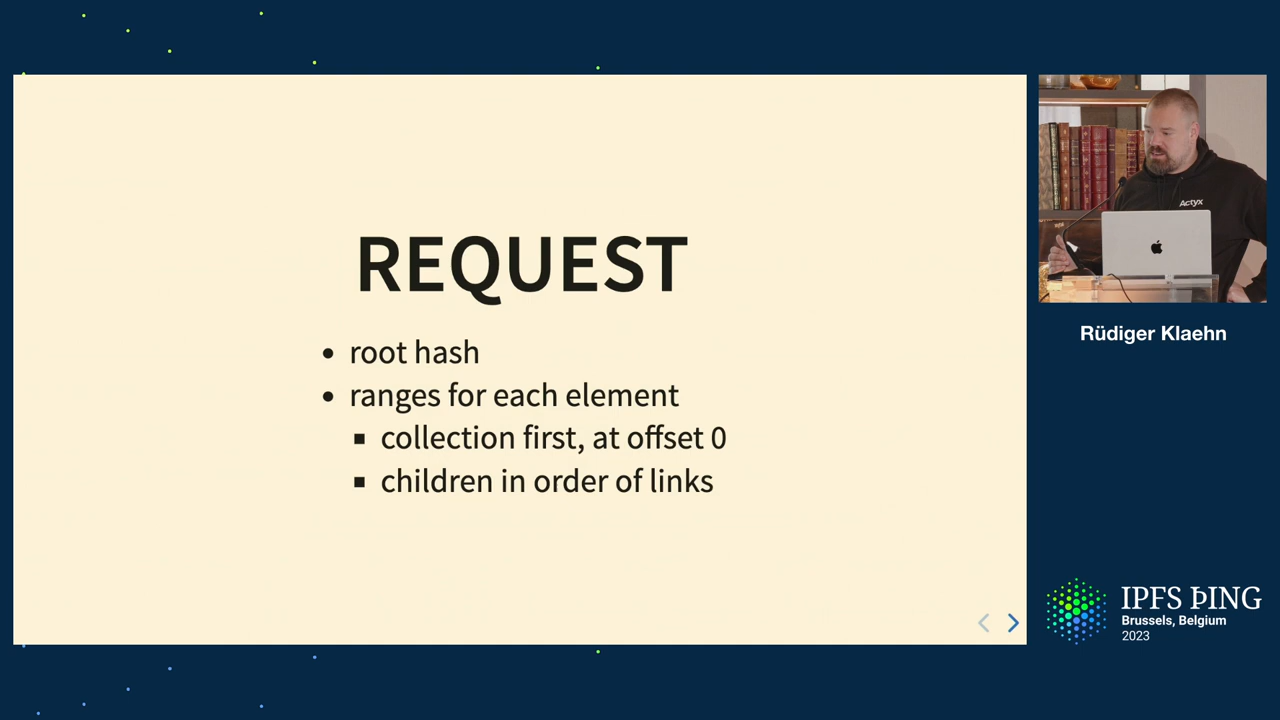 REQUEST
root hash
ranges for each element
collection first, at offset 0
children in order of links
Actyx
Rüdiger Klaehn
IPFS ÞING
Brussels, Belgium
2023